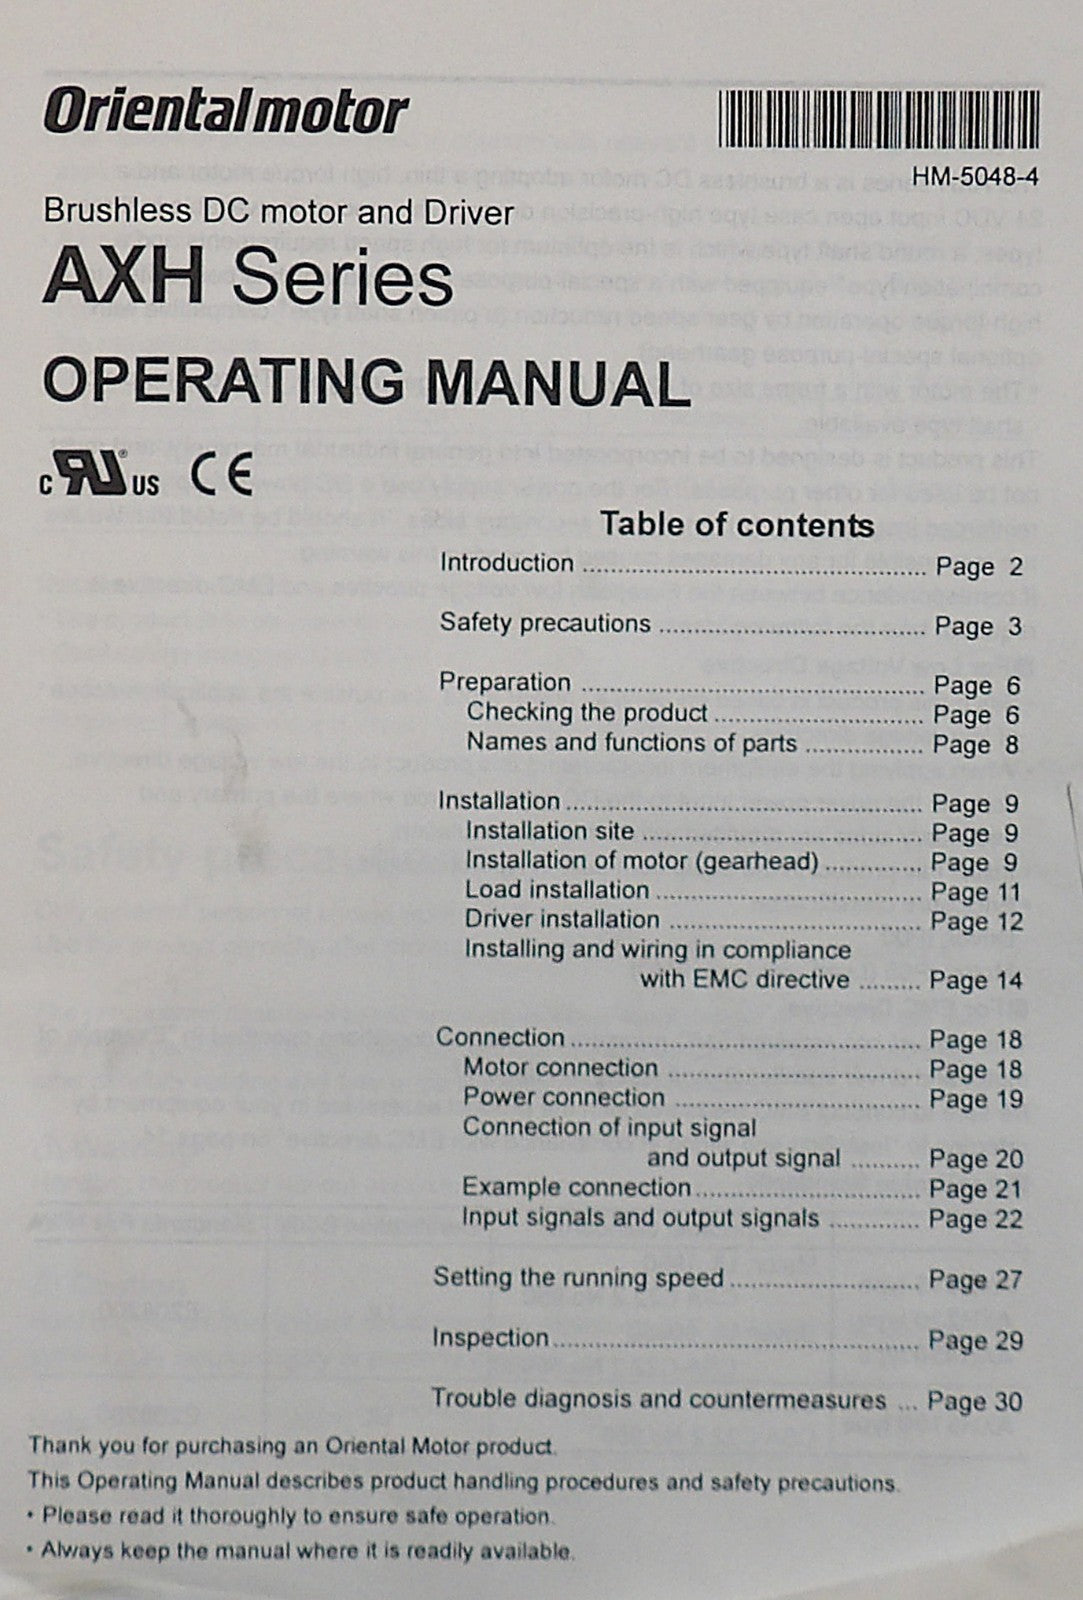 Orientalmotor
HM-5048-4
Brushless DC motor and Driver
AXH Series
OPERATING MANUAL
c RU® US CE
Table of contents
Introduction ................................................ Page 2
Safety precautions ..................................... Page 3
Preparation ................................................ Page 6
Checking the product ............................. Page 6
Names and functions of parts ................. Page 8
Installation .................................................. Page 9
Installation site ....................................... Page 9
Installation of motor (gearhead) .............. Page 9
Load installation ..................................... Page 11
Driver installation ................................... Page 12
Installing and wiring in compliance
with EMC directive ......... Page 14
Connection ................................................. Page 18
Motor connection ................................... Page 18
Power connection .................................. Page 19
Connection of input signal
and output signal .......... Page 20
Example connection ................................ Page 21
Input signals and output signals ............. Page 22
Setting the running speed ........................... Page 27
Inspection ................................................... Page 29
Trouble diagnosis and countermeasures ... Page 30
Thank you for purchasing an Oriental Motor product.
This Operating Manual describes product handling procedures and safety precautions.
• Please read it thoroughly to ensure safe operation.
• Always keep the manual where it is readily available.